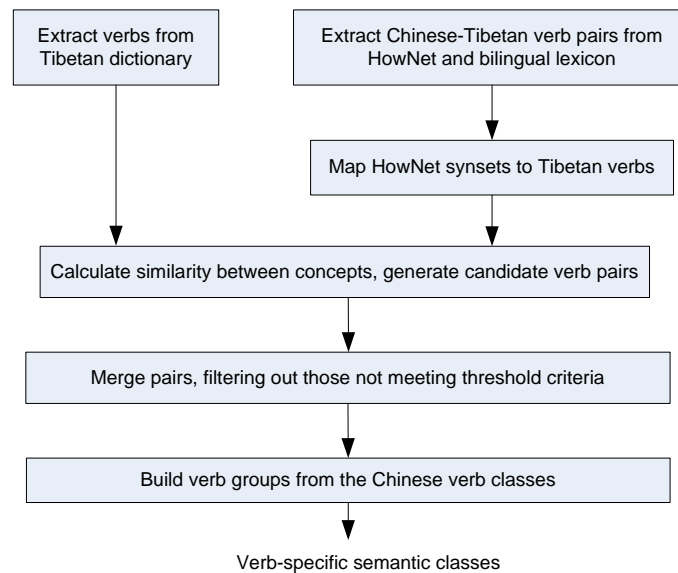 Extract verbs from
Tibetan dictionary
Extract Chinese-Tibetan verb pairs from
HowNet and bilingual lexicon
Map HowNet synsets to Tibetan verbs
Calculate similarity between concepts, generate candidate verb pairs
Merge pairs, filtering out those not meeting threshold criteria
Build verb groups from the Chinese verb classes
Verb-specific semantic classes